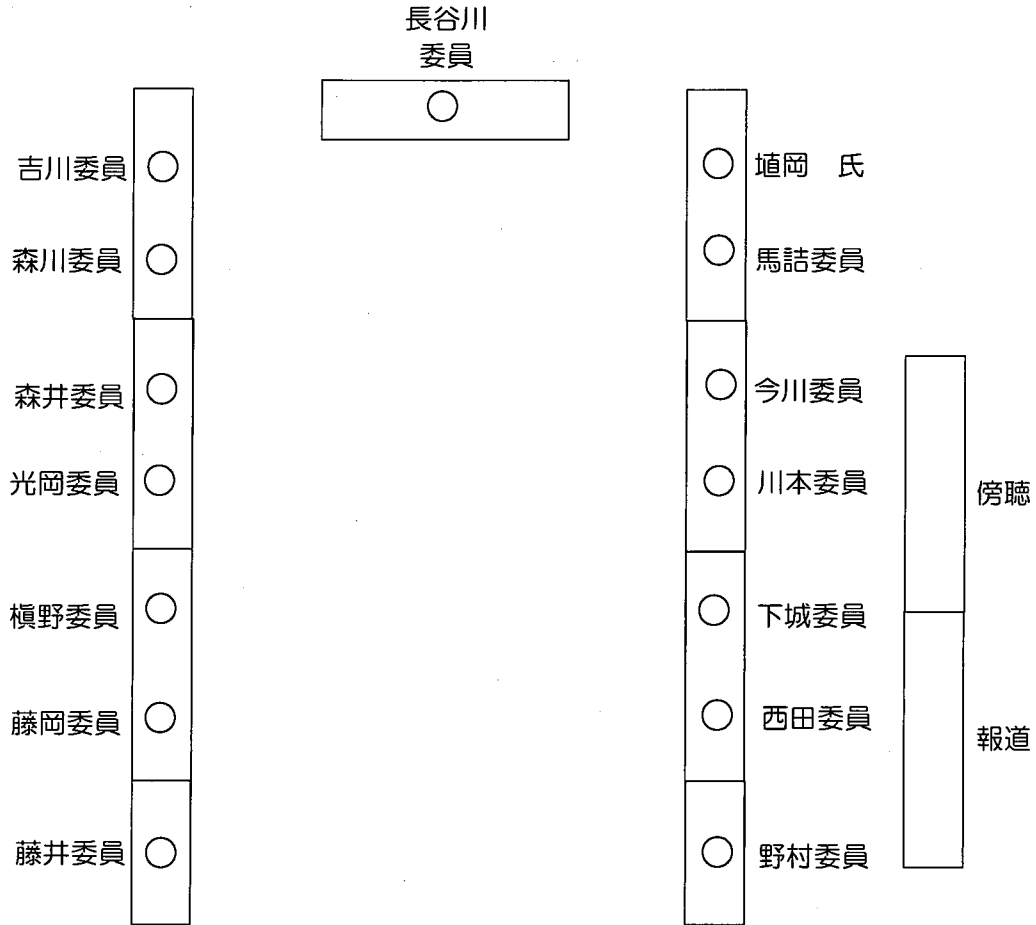 長谷川
委員
吉川委員
森川委員
森井委員
光岡委員
槇野委員
藤岡委員
藤井委員
埴岡　氏
馬詰委員
今川委員
川本委員
下城委員
西田委員
野村委員
傍聴
報道